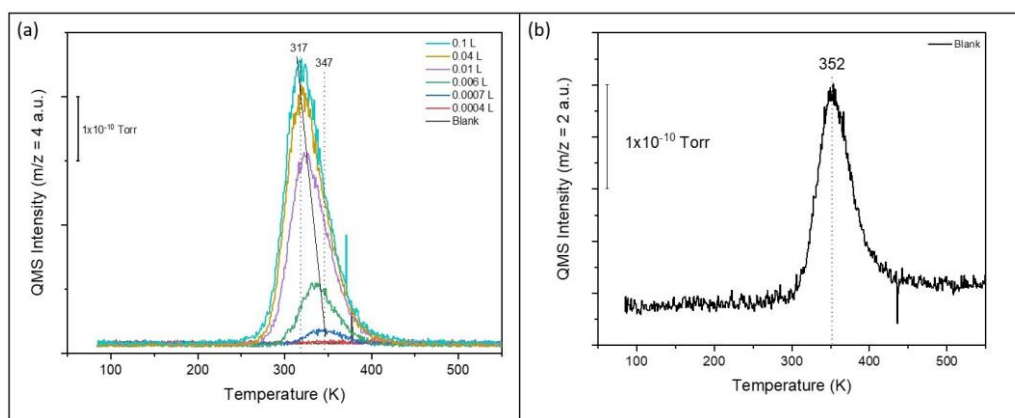 (a)
317
347
0.1 L
0.04 L
0.01 L
0.006 L
0.0007 L
0.0004 L
Blank
1x10⁻¹⁰ Torr
QMS Intensity (m/z = 4 a.u.)
100
200
300
400
500
Temperature (K)
(b)
Blank
352
1x10⁻¹⁰ Torr
QMS Intensity (m/z = 2 a.u.)
100
200
300
400
500
Temperature (K)